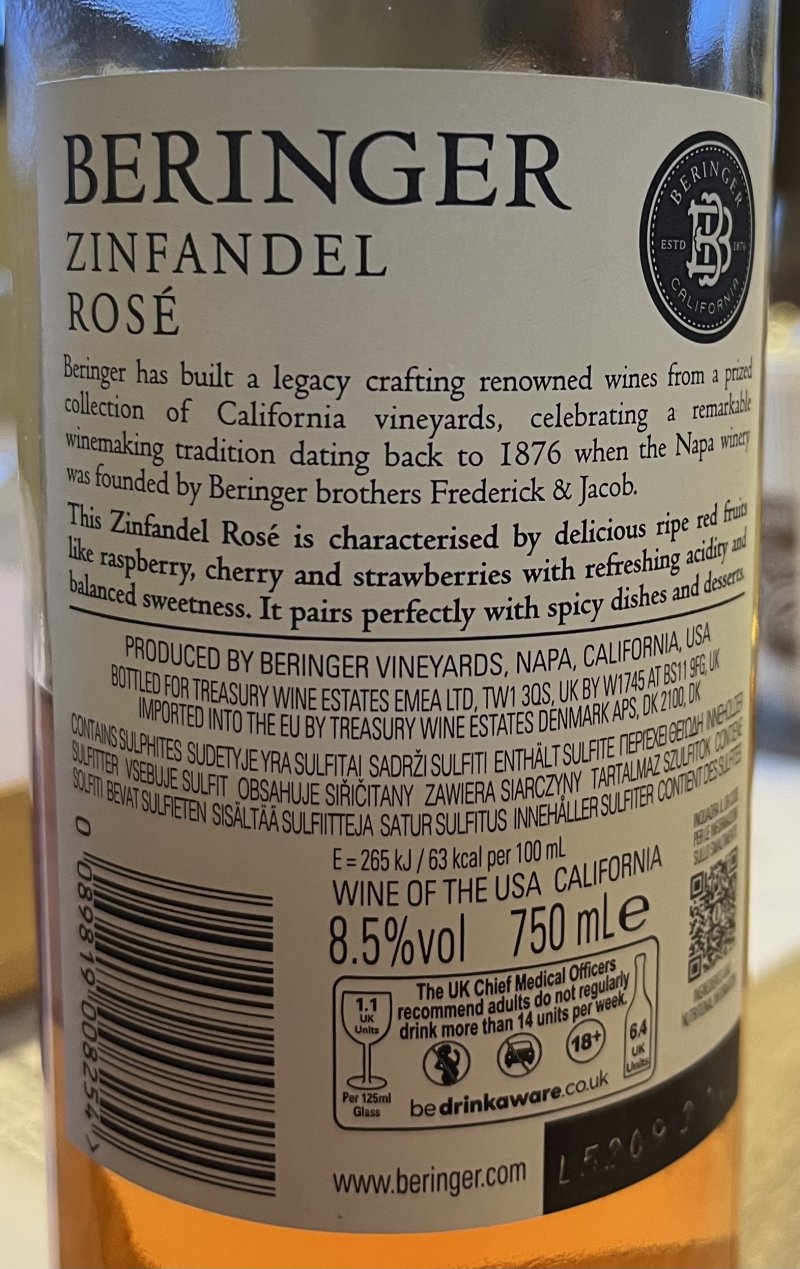 BERINGER
ZINFANDEL
ROSÉ
BERINGER
ESTD 1876
B
CALIFORNIA
Beringer has built a legacy crafting renowned wines from a prized
collection of California vineyards, celebrating a remarkable
winemaking tradition dating back to 1876 when the Napa winery
was founded by Beringer brothers Frederick & Jacob.
This Zinfandel Rosé is characterised by delicious ripe red fruits
like raspberry, cherry and strawberries with refreshing acidity and
balanced sweetness. It pairs perfectly with spicy dishes and desserts.
PRODUCED BY BERINGER VINEYARDS, NAPA, CALIFORNIA, USA
BOTTLED FOR TREASURY WINE ESTATES EMEA LTD, TW1 3QS, UK BY W1745 AT BS11 9FG, UK
IMPORTED INTO THE EU BY TREASURY WINE ESTATES DENMARK APS, DK 2100, DK
CONTAINS SULPHITES SUDETYJE YRA SULFITAI SADRŽI SULFITI ENTHÄLT SULFITE ΠΕΡΙΕΧΕΙ ΘΕΙΩΔΗ INNEHOLDER
SULFITTER VSEBUJE SULFIT OBSAHUJE SIŘIČITANY ZAWIERA SIARCZYNY TARTALMAZ SZULFITOK CONTIENE
SOLFITI BEVAT SULFIETEN SISÄLTÄÄ SULFIITTEJA SATUR SULFITUS INNEHÅLLER SULFITER CONTIENT DES SULFITES
0 089819 008254 >
E = 265 kJ / 63 kcal per 100 mL
WINE OF THE USA CALIFORNIA
8.5%vol 750 mL e
1.1
UK
Units
Per 125ml
Glass
The UK Chief Medical Officers
recommend adults do not regularly
drink more than 14 units per week.
18+
6.4
UK
Units
bedrinkaware.co.uk
www.beringer.com
L5209